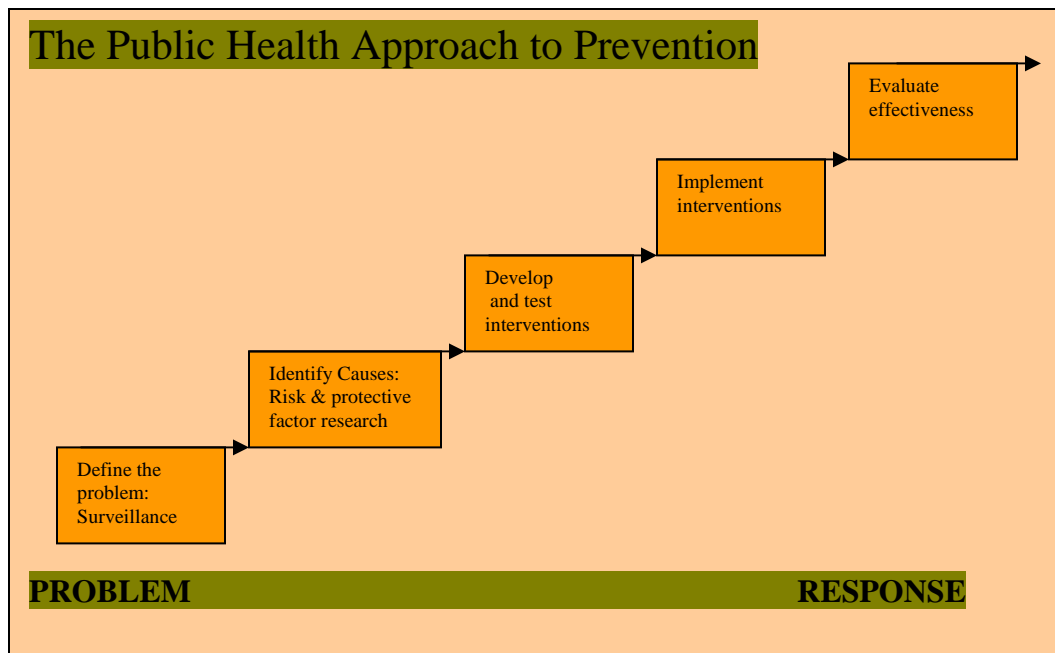 The Public Health Approach to Prevention
Evaluate
effectiveness
Implement
interventions
Develop
and test
interventions
Identify Causes:
Risk & protective
factor research
Define the
problem:
Surveillance
PROBLEM RESPONSE